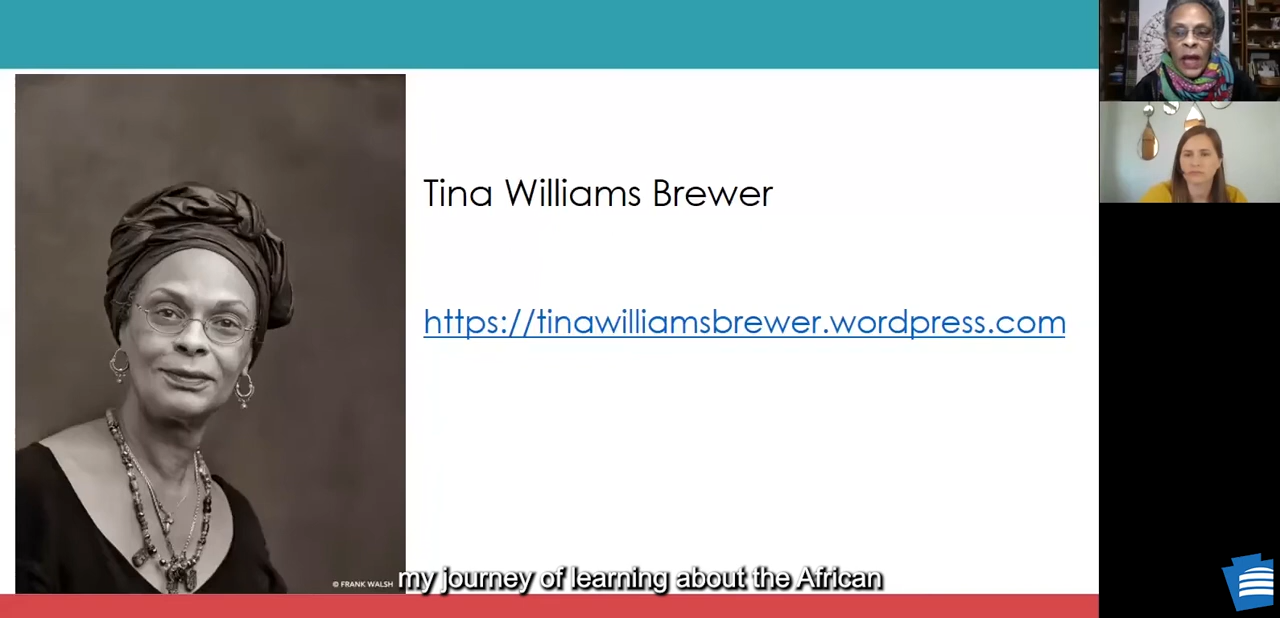 Tina Williams Brewer
https://tinawilliamsbrewer.wordpress.com
© FRANK WALSH
my journey of learning about the African